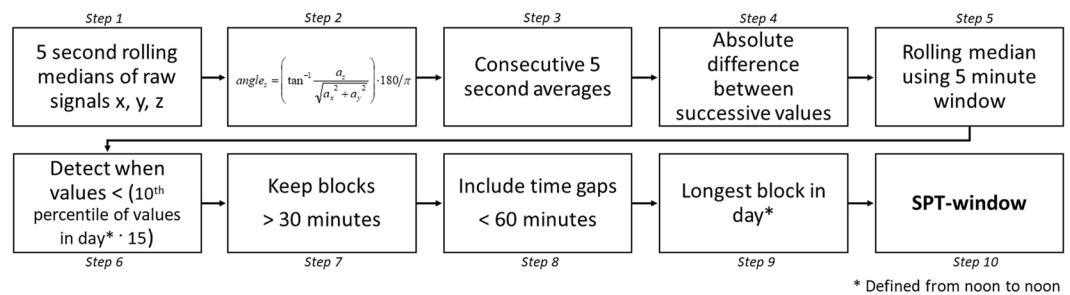 Step 1
5 second rolling
medians of raw
signals x, y, z
Step 2
angle_z = (tan⁻¹ a_z / √(a_x² + a_y²)) · 180/π
Step 3
Consecutive 5
second averages
Step 4
Absolute
difference
between
successive values
Step 5
Rolling median
using 5 minute
window
Detect when
values < (10th
percentile of values
in day* · 15)
Step 6
Keep blocks
> 30 minutes
Step 7
Include time gaps
< 60 minutes
Step 8
Longest block in
day*
Step 9
SPT-window
Step 10
* Defined from noon to noon